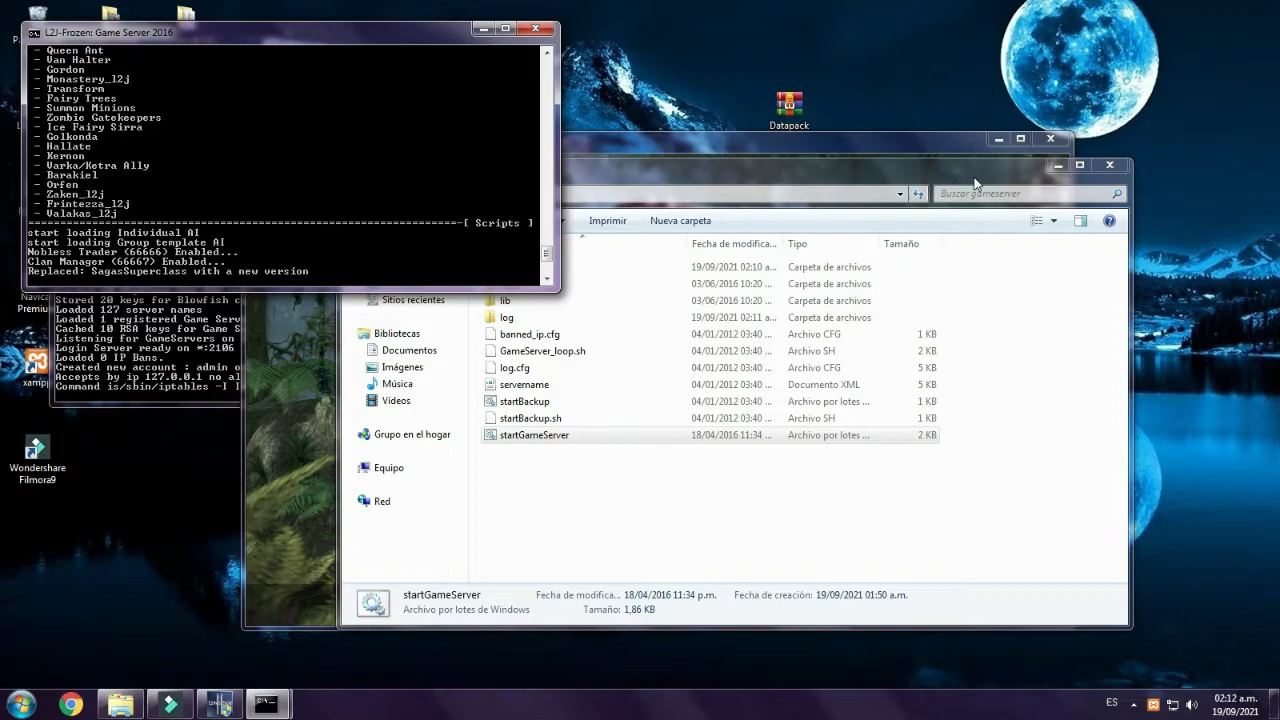 L2J-Frozen: Game Server 2016
- Queen Ant
- Van Halter
- Gordon
- Monastery_l2j
- Transform
- Fairy Trees
- Summon Minions
- Zombie Gatekeepers
- Ice Fairy Sirra
- Golkonda
- Hallate
- Kernon
- Varka/Ketra Ally
- Barakiel
- Orfen
- Zaken_l2j
- Frintezza_l2j
- Valakas_l2j
=-[ Scripts ]
start loading Individual AI
start loading Group template AI
Nobless Trader (66666) Enabled...
Clan Manager (66667) Enabled...
Replaced: SagasSuperclass with a new version
Stored 20 keys for Blowfish c
Loaded 127 server names
Loaded 1 registered Game Serv
Cached 10 RSA keys for Game S
Listening for GameServers on
Login Server ready on *:2106
Loaded 0 IP Bans.
Created new account : admin o
Accepts by ip 127.0.0.1 no al
Command is/sbin/iptables -I I
Datapack
Buscar gameserver
Imprimir Nueva carpeta
Fecha de modifica... Tipo Tamaño
19/09/2021 02:10 a... Carpeta de archivos
03/06/2016 10:20 ... Carpeta de archivos
lib 03/06/2016 10:20 ... Carpeta de archivos
log 19/09/2021 02:11 a... Carpeta de archivos
banned_ip.cfg 04/01/2012 03:40 ... Archivo CFG 1 KB
GameServer_loop.sh 04/01/2012 03:40 ... Archivo SH 2 KB
log.cfg 04/01/2012 03:40 ... Archivo CFG 5 KB
servername 04/01/2012 03:40 ... Documento XML 5 KB
startBackup 04/01/2012 03:40 ... Archivo por lotes ... 2 KB
startBackup.sh 04/01/2012 03:40 ... Archivo SH 1 KB
startGameServer 18/04/2016 11:34 ... Archivo por lotes ... 2 KB
Sitios recientes
Bibliotecas
Documentos
Imágenes
Música
Vídeos
Grupo en el hogar
Equipo
Red
startGameServer Fecha de modifica... 18/04/2016 11:34 p.m. Fecha de creación: 19/09/2021 01:50 a.m.
Archivo por lotes de Windows Tamaño: 1,86 KB
Navica
Premiu
xampp
Wondershare
Filmora9
ES
02:12 a.m.
19/09/2021